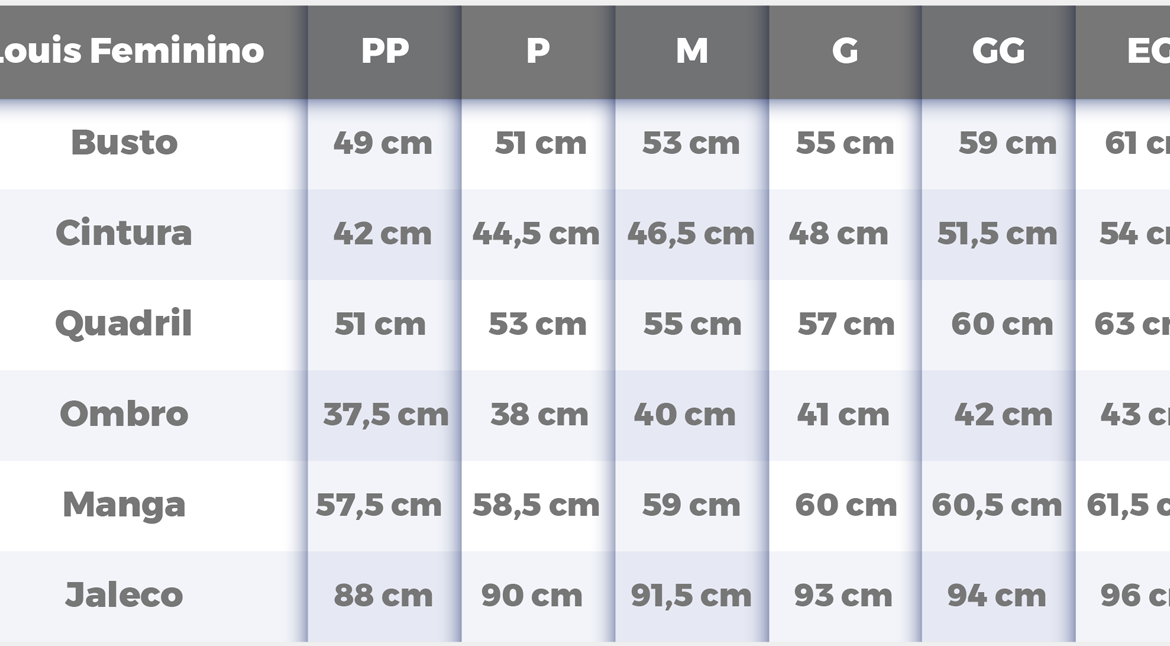 Louis Feminino PP P M G GG
Busto 49 cm 51 cm 53 cm 55 cm 59 cm 61
Cintura 42 cm 44,5 cm 46,5 cm 48 cm 51,5 cm 54
Quadril 51 cm 53 cm 55 cm 57 cm 60 cm 63
Ombro 37,5 cm 38 cm 40 cm 41 cm 42 cm 43
Manga 57,5 cm 58,5 cm 59 cm 60 cm 60,5 cm 61,5
Jaleco 88 cm 90 cm 91,5 cm 93 cm 94 cm 96